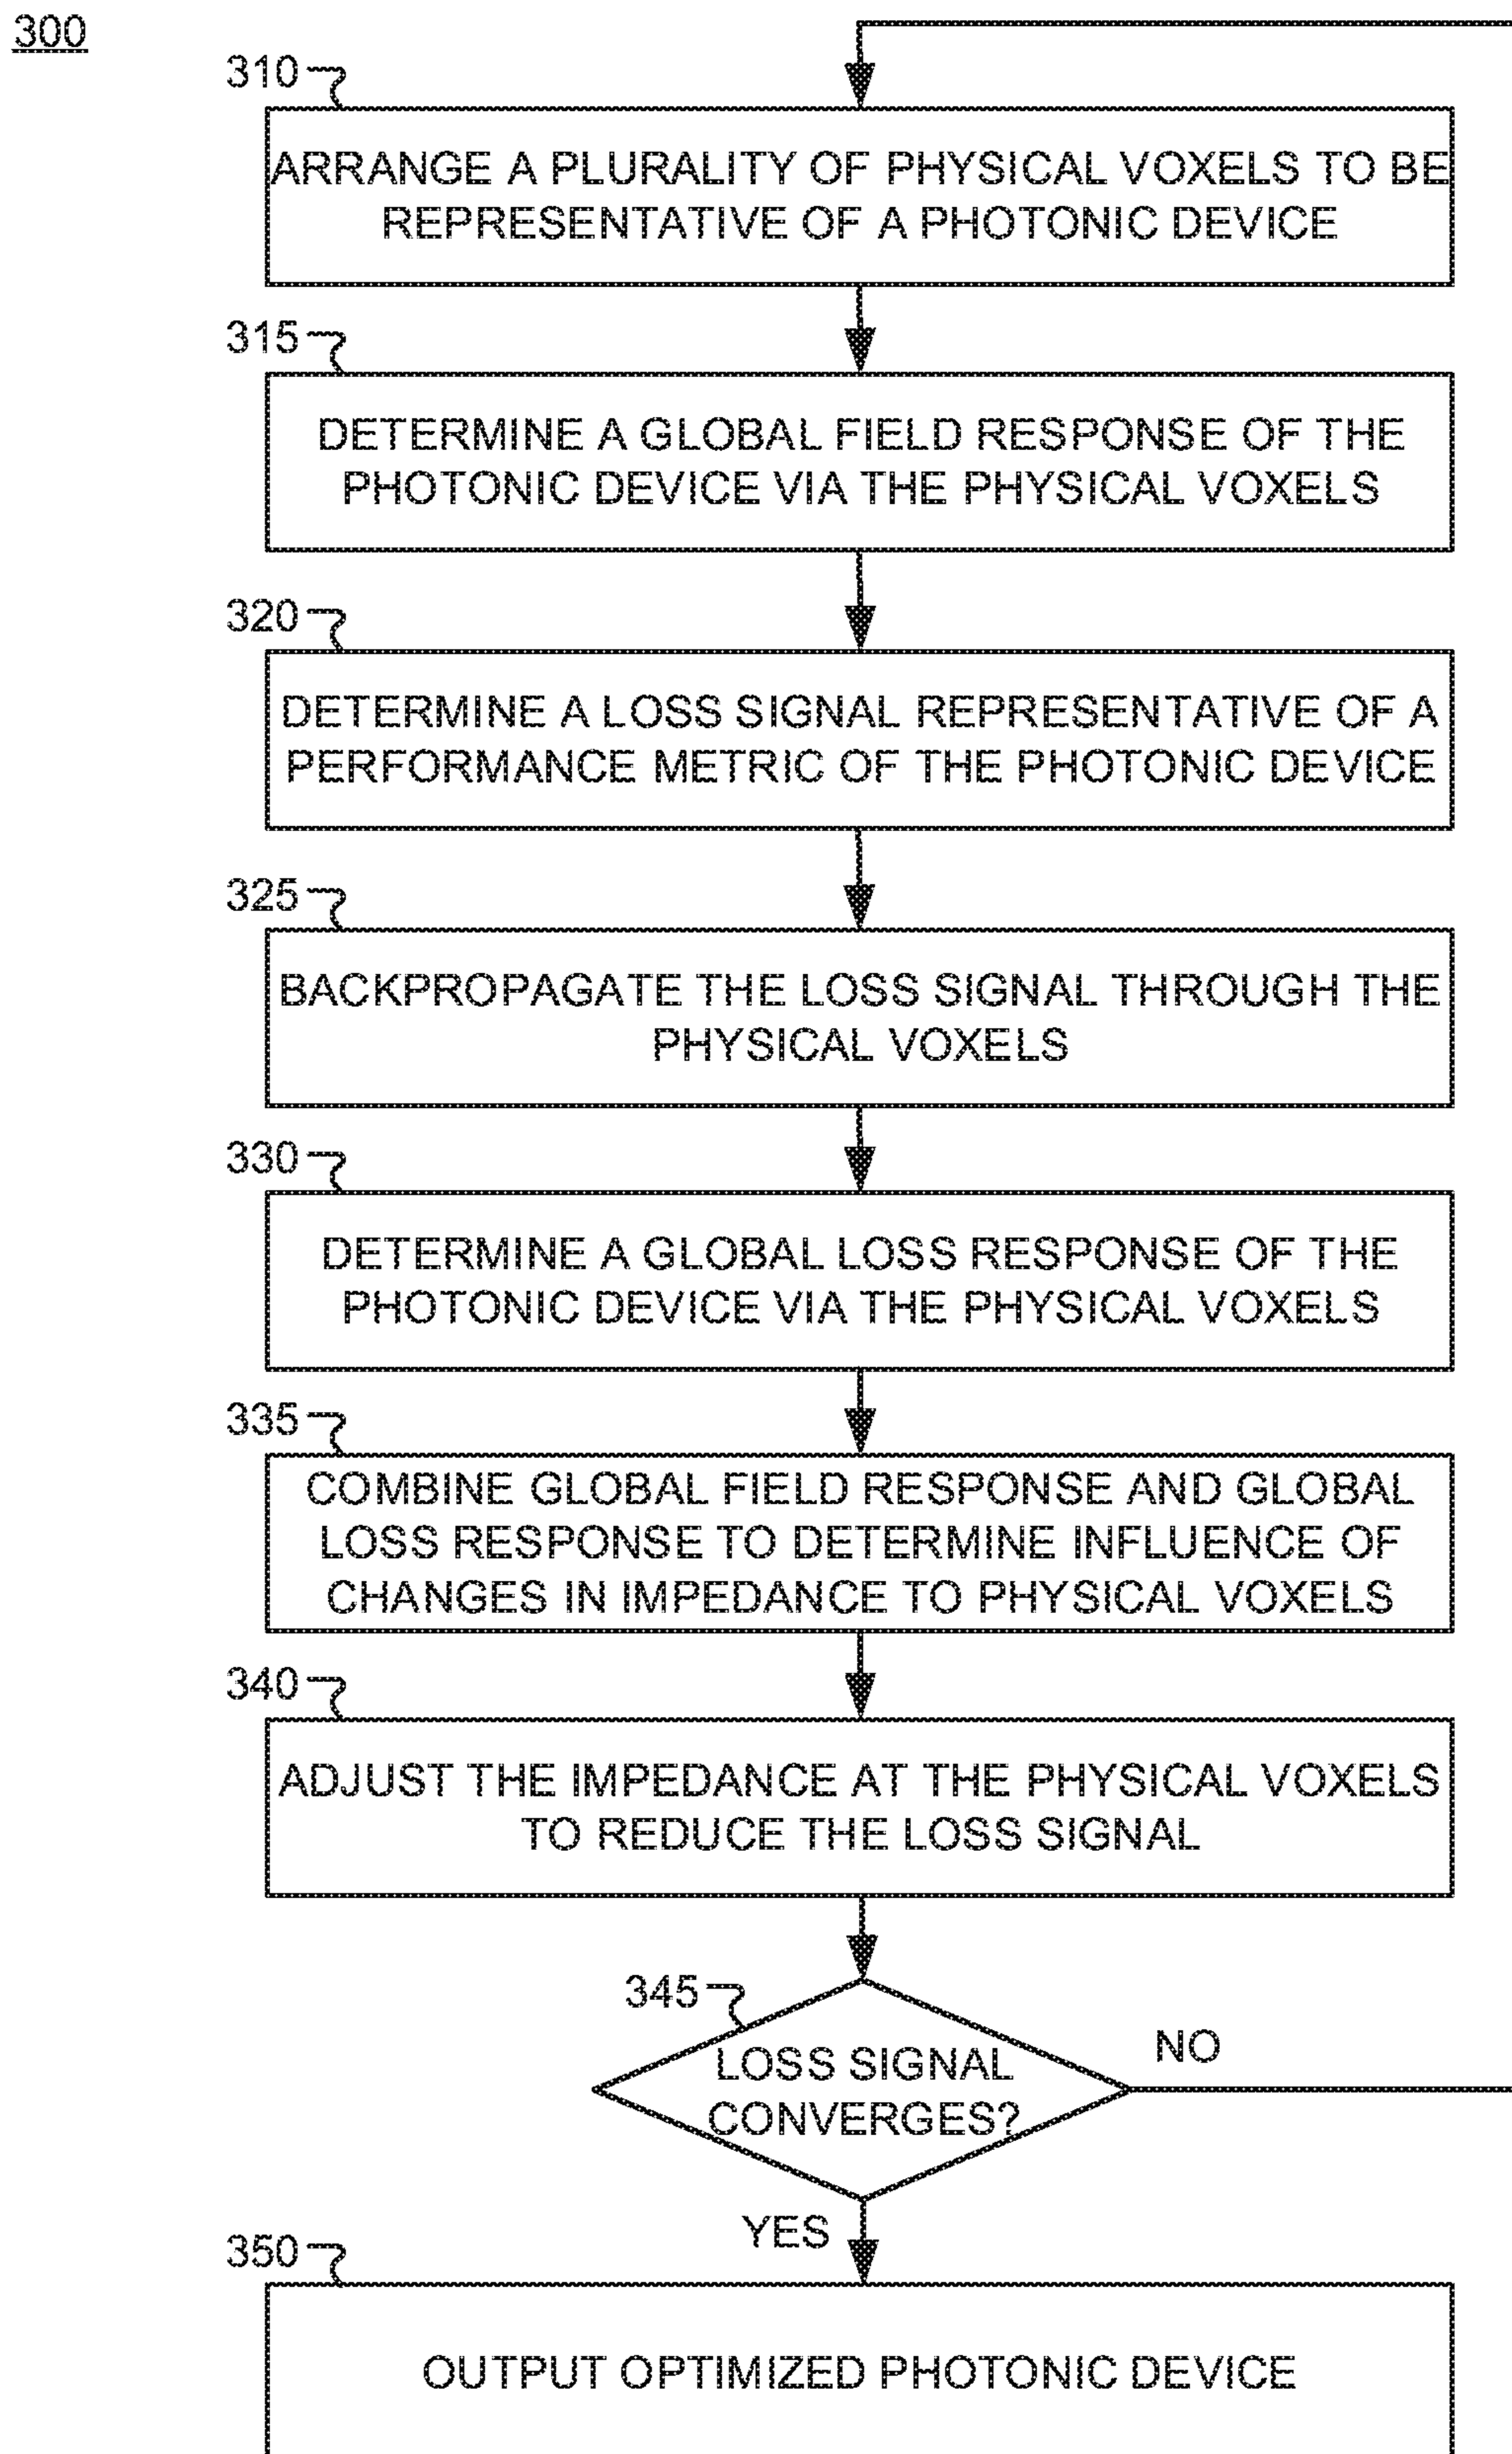 300
310
ARRANGE A PLURALITY OF PHYSICAL VOXELS TO BE
REPRESENTATIVE OF A PHOTONIC DEVICE
315
DETERMINE A GLOBAL FIELD RESPONSE OF THE
PHOTONIC DEVICE VIA THE PHYSICAL VOXELS
320
DETERMINE A LOSS SIGNAL REPRESENTATIVE OF A
PERFORMANCE METRIC OF THE PHOTONIC DEVICE
325
BACKPROPAGATE THE LOSS SIGNAL THROUGH THE
PHYSICAL VOXELS
330
DETERMINE A GLOBAL LOSS RESPONSE OF THE
PHOTONIC DEVICE VIA THE PHYSICAL VOXELS
335
COMBINE GLOBAL FIELD RESPONSE AND GLOBAL
LOSS RESPONSE TO DETERMINE INFLUENCE OF
CHANGES IN IMPEDANCE TO PHYSICAL VOXELS
340
ADJUST THE IMPEDANCE AT THE PHYSICAL VOXELS
TO REDUCE THE LOSS SIGNAL
345
LOSS SIGNAL
CONVERGES?
NO
YES
350
OUTPUT OPTIMIZED PHOTONIC DEVICE